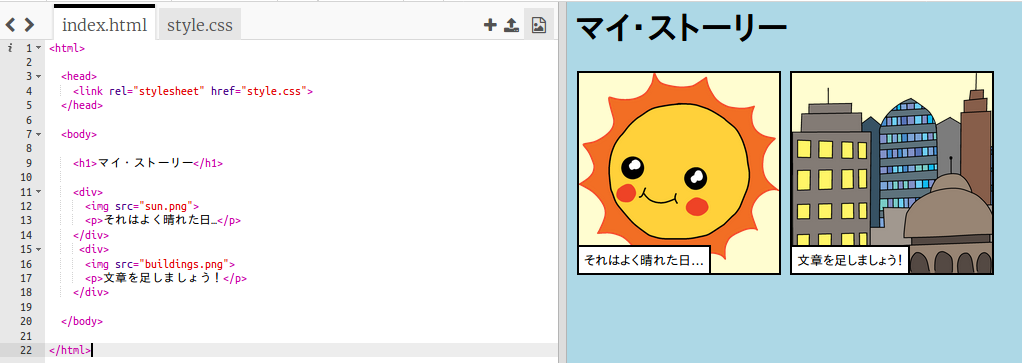 index.html style.css
i 1 <html>
2
3 <head>
4 <link rel="stylesheet" href="style.css">
5 </head>
6
7 <body>
8
9 <h1>マイ・ストーリー</h1>
10
11 <div>
12 <img src="sun.png">
13 <p>それはよく晴れた日…</p>
14 </div>
15 <div>
16 <img src="buildings.png">
17 <p>文章を足しましょう！</p>
18 </div>
19
20 </body>
21
22 </html>
マイ・ストーリー
それはよく晴れた日…
文章を足しましょう！